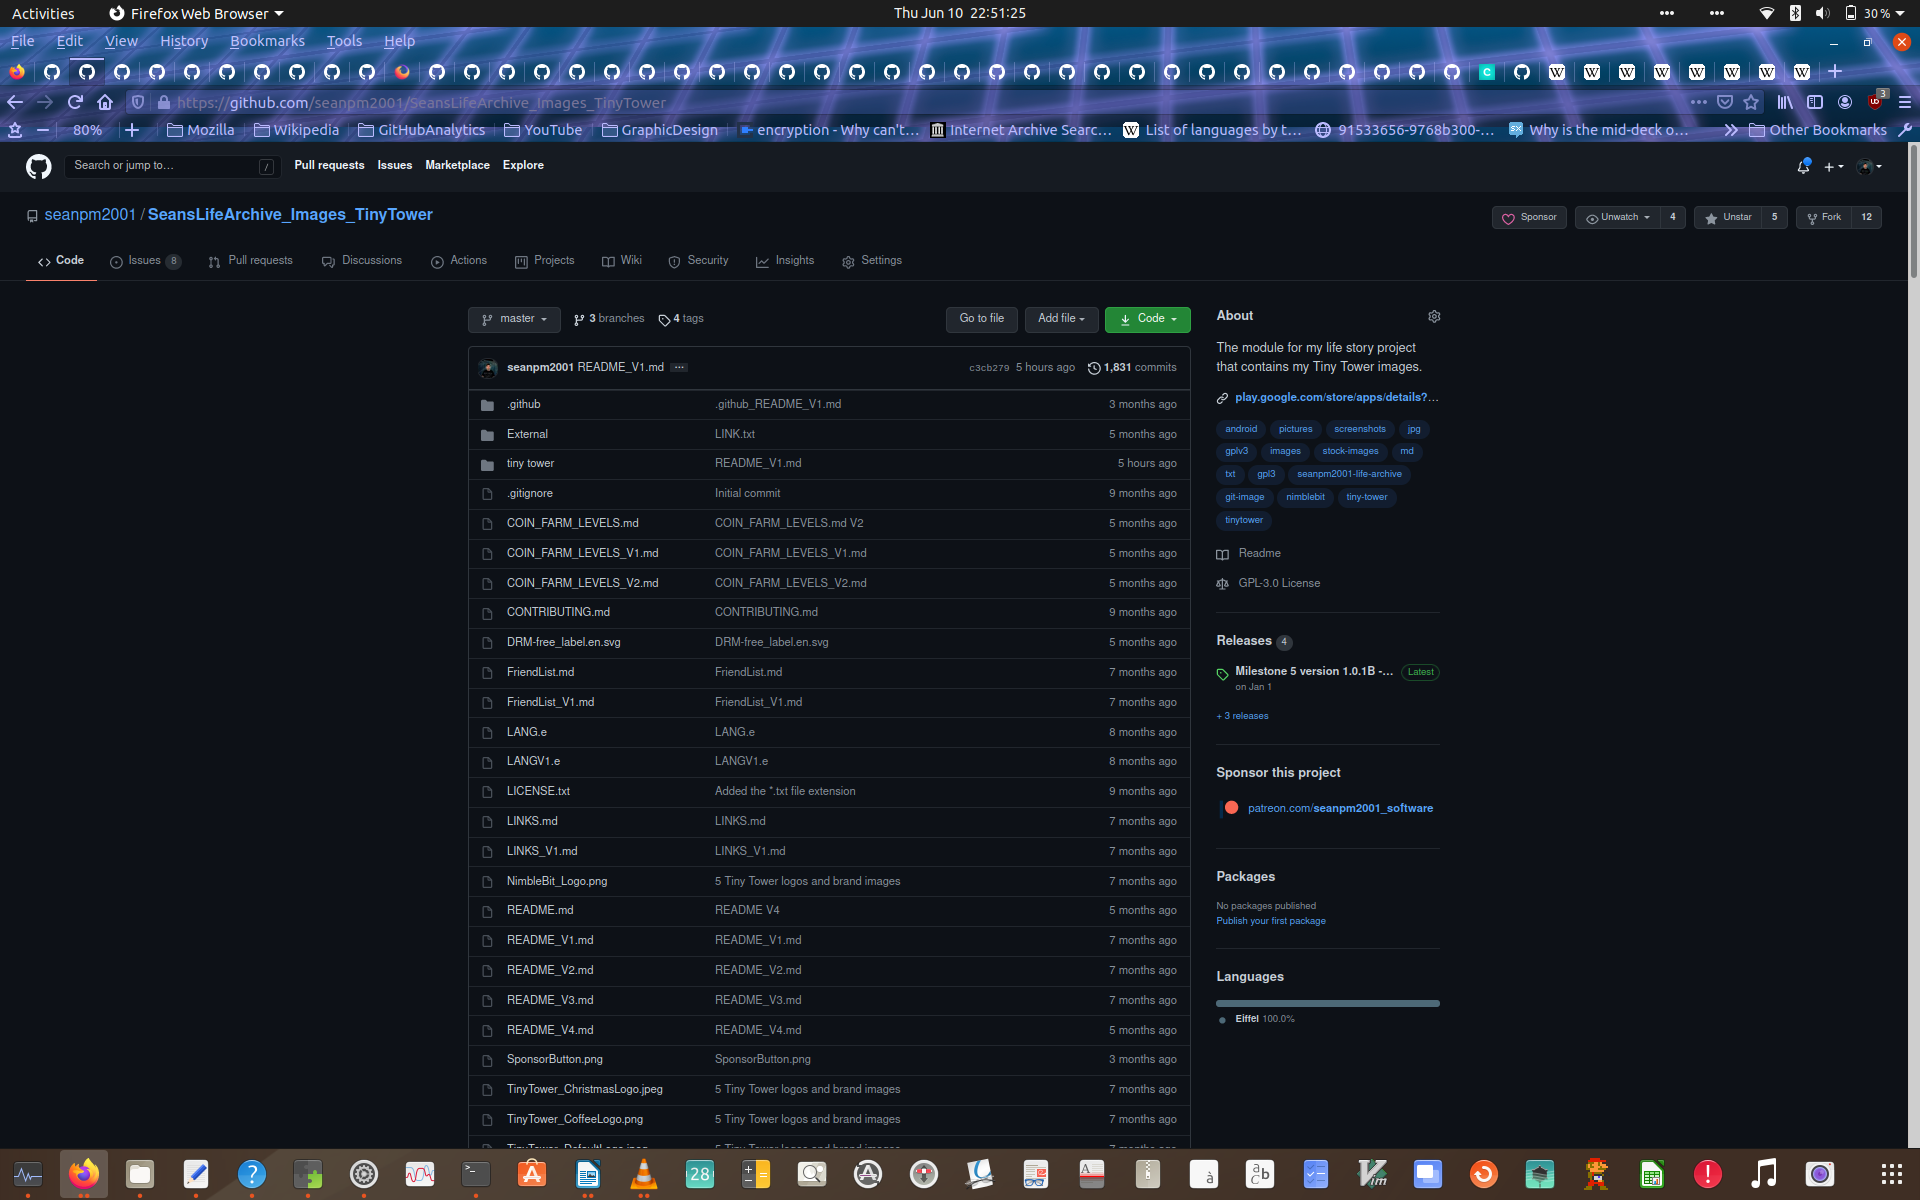 Activities Firefox Web Browser Thu Jun 10 22:51:25 30 %
File Edit View History Bookmarks Tools Help
https://github.com/seanpm2001/SeansLifeArchive_Images_TinyTower 3
80% Mozilla Wikipedia GitHubAnalytics YouTube GraphicDesign encryption - Why can't… Internet Archive Searc… List of languages by t… 91533656-9768b300-… Why is the mid-deck o… Other Bookmarks
Search or jump to… / Pull requests Issues Marketplace Explore
seanpm2001 / SeansLifeArchive_Images_TinyTower Sponsor Unwatch 4 Unstar 5 Fork 12
Code Issues 8 Pull requests Discussions Actions Projects Wiki Security Insights Settings
master 3 branches 4 tags Go to file Add file Code
seanpm2001 README_V1.md c3cb279 5 hours ago 1,831 commits
.github .github_README_V1.md 3 months ago
External LINK.txt 5 months ago
tiny tower README_V1.md 5 hours ago
.gitignore Initial commit 9 months ago
COIN_FARM_LEVELS.md COIN_FARM_LEVELS.md V2 5 months ago
COIN_FARM_LEVELS_V1.md COIN_FARM_LEVELS_V1.md 5 months ago
COIN_FARM_LEVELS_V2.md COIN_FARM_LEVELS_V2.md 5 months ago
CONTRIBUTING.md CONTRIBUTING.md 9 months ago
DRM-free_label.en.svg DRM-free_label.en.svg 5 months ago
FriendList.md FriendList.md 7 months ago
FriendList_V1.md FriendList_V1.md 7 months ago
LANG.e LANG.e 8 months ago
LANGV1.e LANGV1.e 8 months ago
LICENSE.txt Added the *.txt file extension 9 months ago
LINKS.md LINKS.md 7 months ago
LINKS_V1.md LINKS_V1.md 7 months ago
NimbleBit_Logo.png 5 Tiny Tower logos and brand images 7 months ago
README.md README V4 5 months ago
README_V1.md README_V1.md 7 months ago
README_V2.md README_V2.md 7 months ago
README_V3.md README_V3.md 7 months ago
README_V4.md README_V4.md 5 months ago
SponsorButton.png SponsorButton.png 3 months ago
TinyTower_ChristmasLogo.jpeg 5 Tiny Tower logos and brand images 7 months ago
TinyTower_CoffeeLogo.png 5 Tiny Tower logos and brand images 7 months ago
About
The module for my life story project
that contains my Tiny Tower images.
play.google.com/store/apps/details?…
android pictures screenshots jpg
gplv3 images stock-images md
txt gpl3 seanpm2001-life-archive
git-image nimblebit tiny-tower
tinytower
Readme
GPL-3.0 License
Releases 4
Milestone 5 version 1.0.1B -… Latest
on Jan 1
+ 3 releases
Sponsor this project
patreon.com/seanpm2001_software
Packages
No packages published
Publish your first package
Languages
Eiffel 100.0%
28